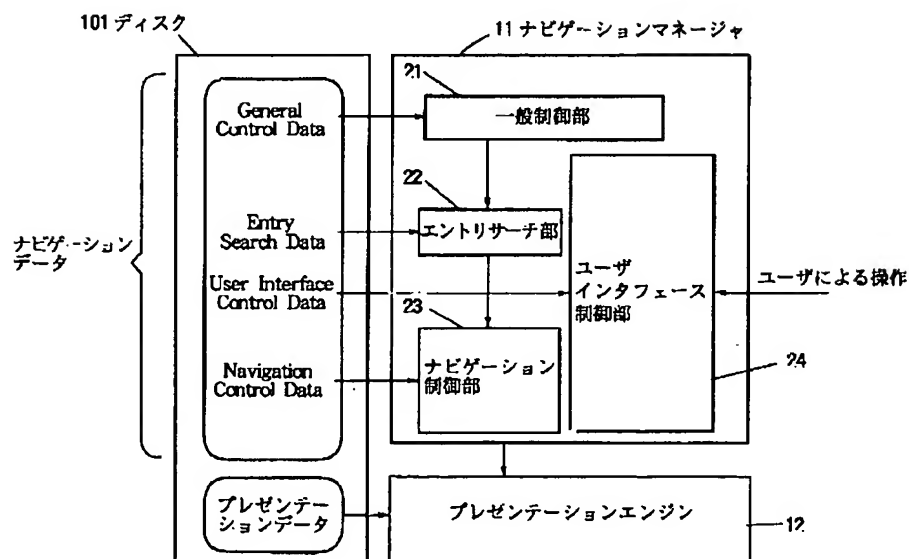 101 ディスク
11 ナビゲーションマネージャ
21
General
Control Data
一般制御部
22
Entry
Search Data
エントリサーチ部
ナビゲーション
データ
User Interface
Control Data
ユーザ
インタフェース
制御部
ユーザによる操作
23
Navigation
Control Data
ナビゲーション
制御部
24
プレゼンテー
ションデータ
プレゼンテーションエンジン
12